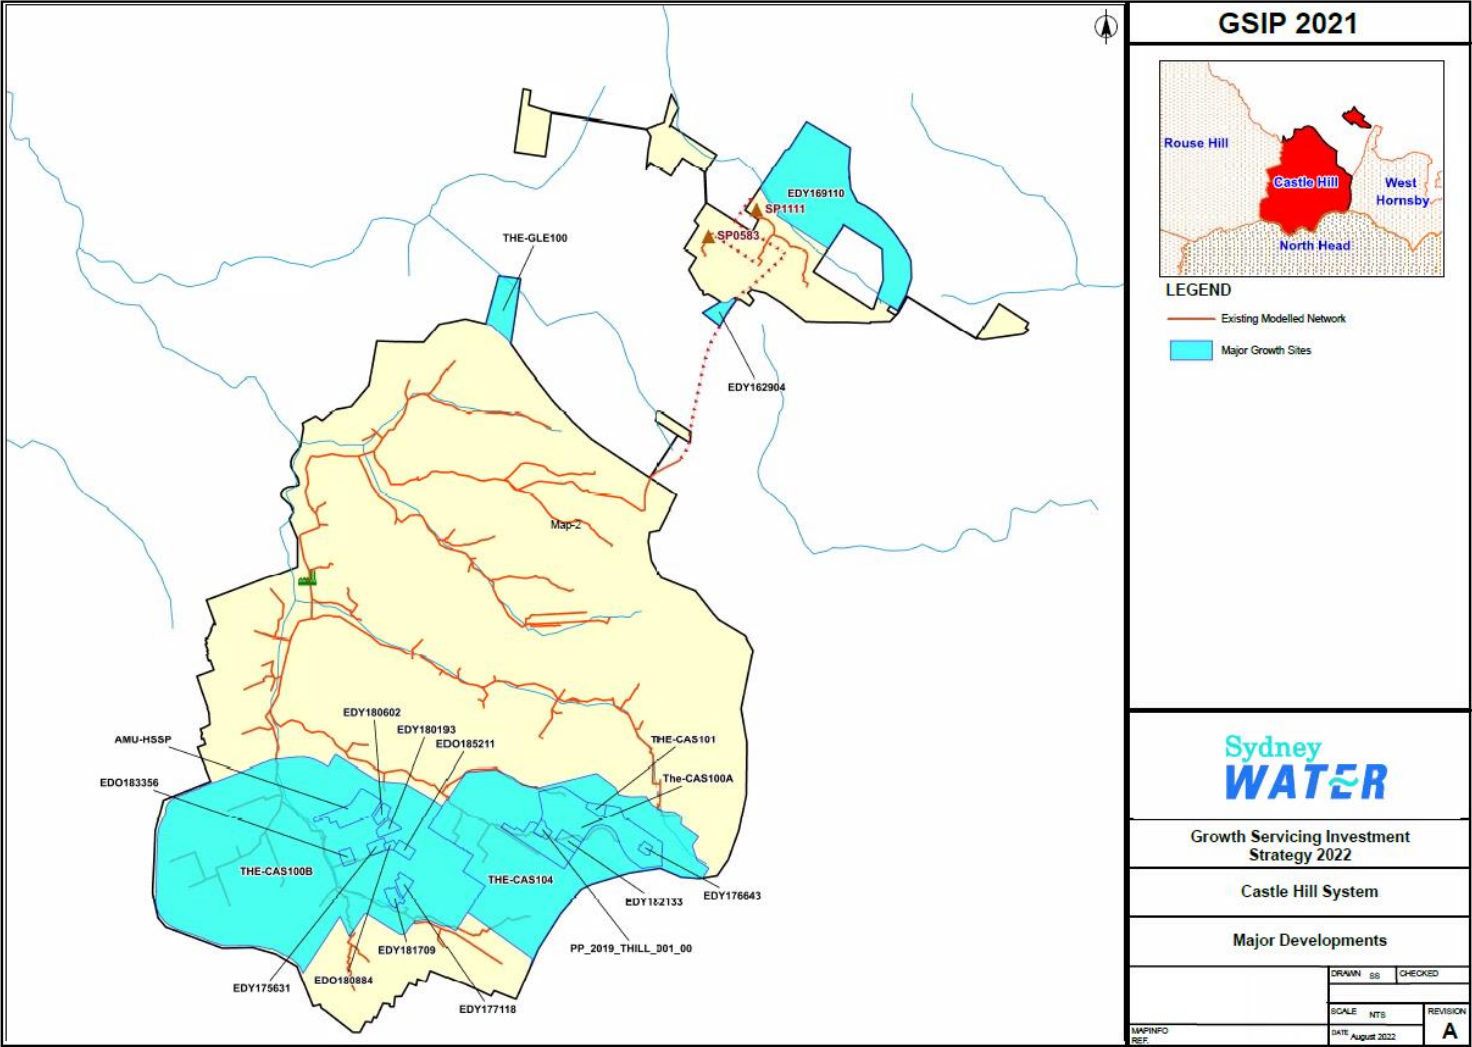 GSIP 2021
Rouse Hill
Castle Hill
West
Hornsby
North Head
LEGEND
Existing Modelled Network
Major Growth Sites
EDY169110
SP1111
SP0583
THE-GLE100
EDY162904
Map-2
EDY180602
EDY180193
EDO185211
AMU-HSSP
EDO183356
THE-CAS101
The-CAS100A
THE-CAS100B
THE-CAS104
EDY176643
EDY182133
PP_2019_THILL_001_00
EDY181709
EDO180884
EDY175631
EDY177118
Sydney
WATER
Growth Servicing Investment
Strategy 2022
Castle Hill System
Major Developments
DRAWN SS CHECKED
SCALE NTS REVISION
MAPINFO
REF.
DATE August 2022 A